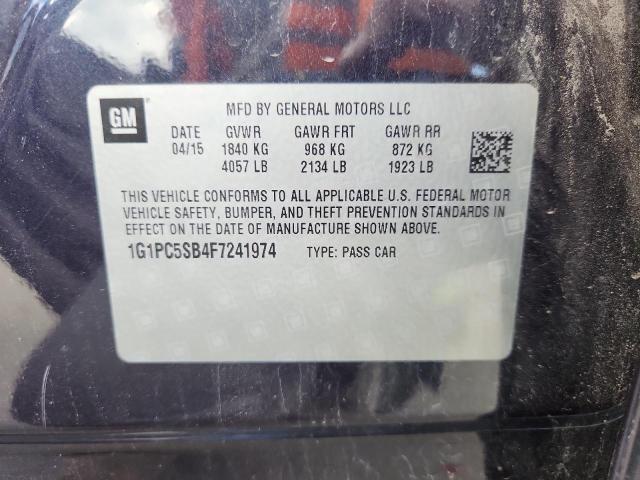 GM
MFD BY GENERAL MOTORS LLC
DATE GVWR GAWR FRT GAWR RR
04/15 1840 KG 968 KG 872 KG
4057 LB 2134 LB 1923 LB
THIS VEHICLE CONFORMS TO ALL APPLICABLE U.S. FEDERAL MOTOR
VEHICLE SAFETY, BUMPER, AND THEFT PREVENTION STANDARDS IN
EFFECT ON THE DATE OF MANUFACTURE SHOWN ABOVE.
1G1PC5SB4F7241974 TYPE: PASS CAR